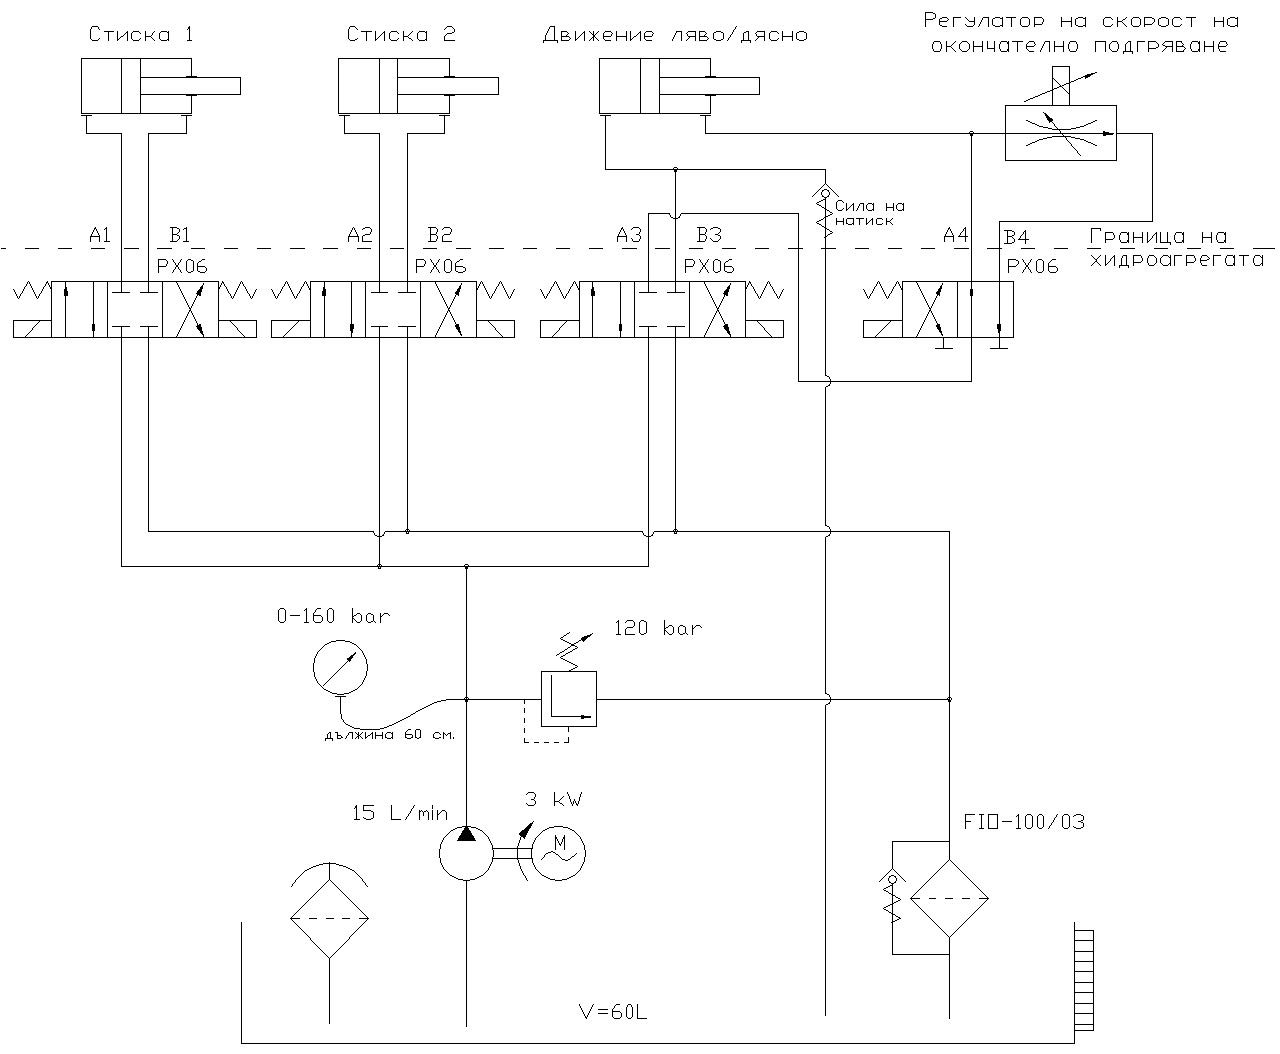 Стиска 1
Стиска 2
Движение ляво/дясно
Регулатор на скорост на
окончателно подгряване
Сила на
натиск
A1
B1
A2
B2
A3
B3
A4
B4
Граница на
хидроагрегата
PX06
PX06
PX06
PX06
0-160 bar
120 bar
дължина 60 см.
15 L/min
3 kW
M
FIO-100/03
V=60L